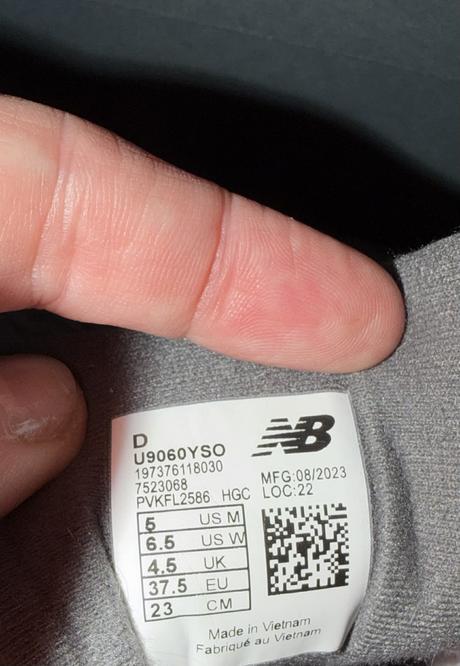 D
U9060YSO
197376118030
7523068
PVKFL2586 HGC
NB
MFG:08/2023
LOC:22
5 US M
6.5 US W
4.5 UK
37.5 EU
23 CM
Made in Vietnam
Fabriqué au Vietnam